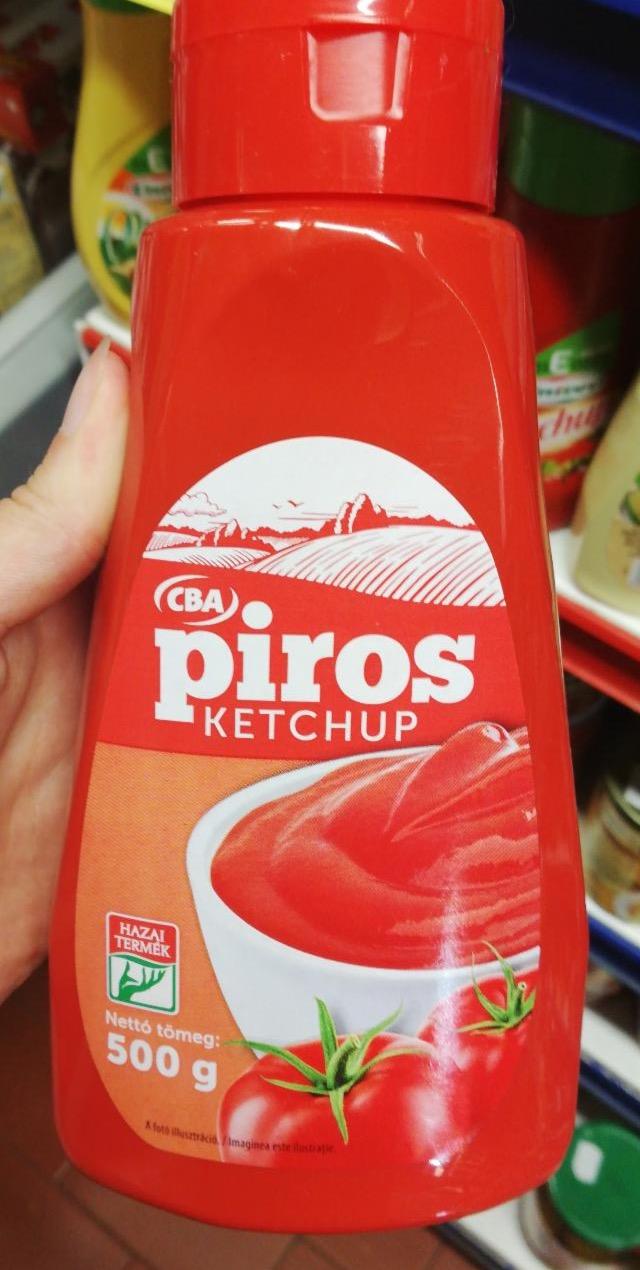 CBA
piros
KETCHUP
HAZAI
TERMÉK
Nettó tömeg:
500 g
A fotó illusztráció. / Imaginea este ilustrație.
E